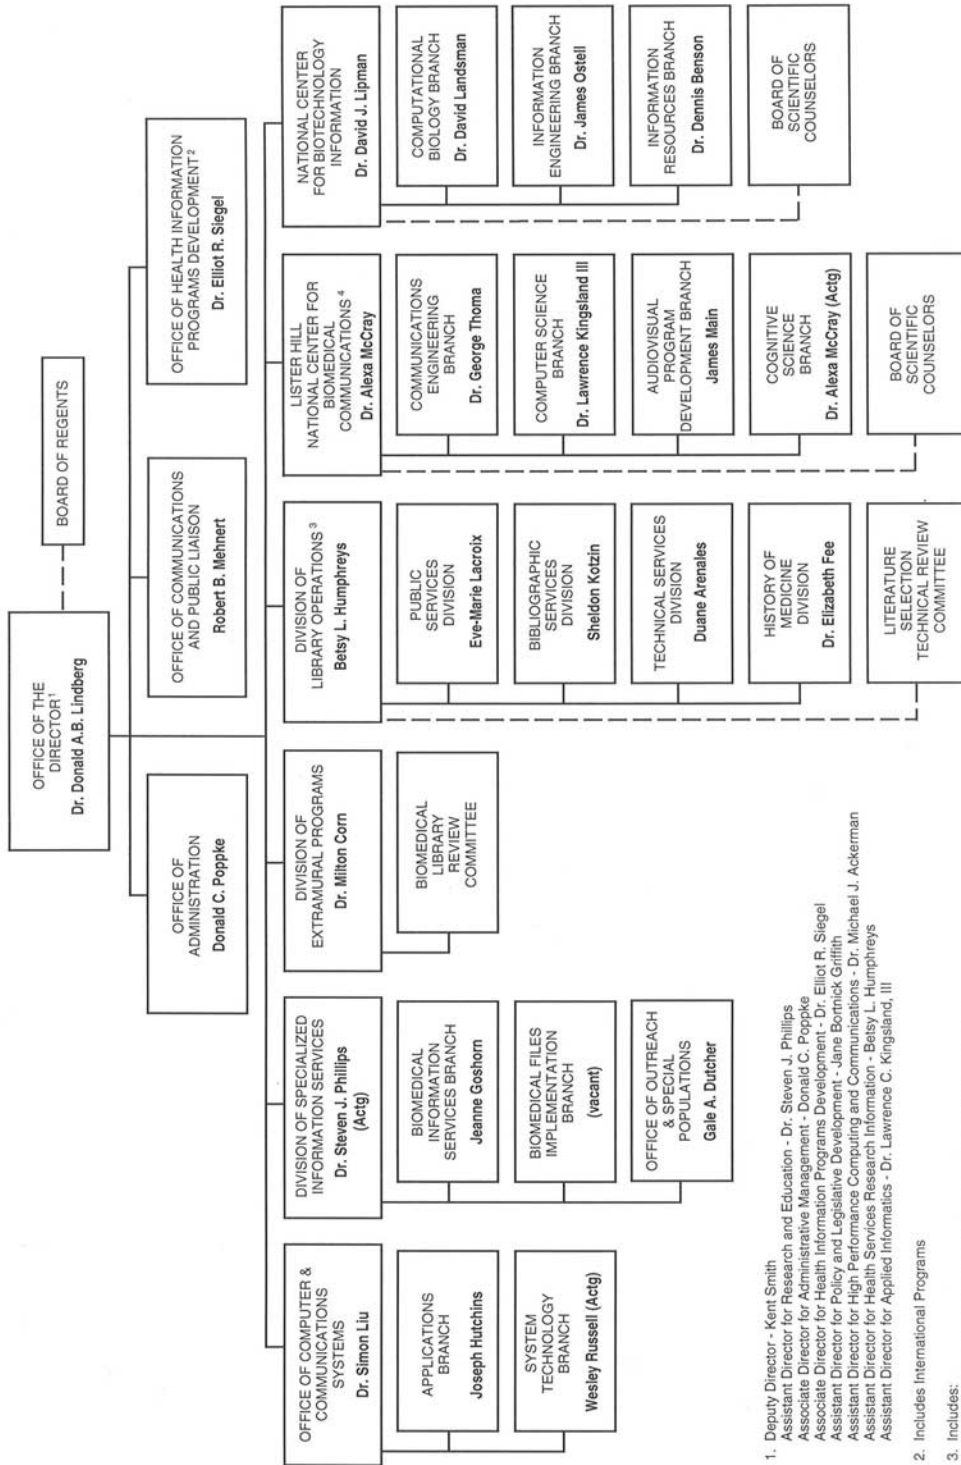 OFFICE OF THE
DIRECTOR1
Dr. Donald A.B. Lindberg
BOARD OF REGENTS
OFFICE OF
ADMINISTRATION
Donald C. Poppke
OFFICE OF COMMUNICATIONS
AND PUBLIC LIAISON
Robert B. Mehnert
OFFICE OF HEALTH INFORMATION
PROGRAMS DEVELOPMENT2
Dr. Elliot R. Siegel
OFFICE OF COMPUTER &
COMMUNICATIONS
SYSTEMS
Dr. Simon Liu
APPLICATIONS
BRANCH
Joseph Hutchins
SYSTEM
TECHNOLOGY
BRANCH
Wesley Russell (Actg)
DIVISION OF SPECIALIZED
INFORMATION SERVICES
Dr. Steven J. Phillips
(Actg)
BIOMEDICAL
INFORMATION
SERVICES BRANCH
Jeanne Goshorn
BIOMEDICAL FILES
IMPLEMENTATION
BRANCH
(vacant)
OFFICE OF OUTREACH
& SPECIAL
POPULATIONS
Gale A. Dutcher
DIVISION OF
EXTRAMURAL PROGRAMS
Dr. Milton Corn
BIOMEDICAL
LIBRARY
REVIEW
COMMITTEE
DIVISION OF
LIBRARY OPERATIONS3
Betsy L. Humphreys
PUBLIC
SERVICES
DIVISION
Eve-Marie Lacroix
BIBLIOGRAPHIC
SERVICES
DIVISION
Sheldon Kotzin
TECHNICAL SERVICES
DIVISION
Duane Arenales
HISTORY OF
MEDICINE
DIVISION
Dr. Elizabeth Fee
LITERATURE
SELECTION
TECHNICAL REVIEW
COMMITTEE
LISTER HILL
NATIONAL CENTER FOR
BIOMEDICAL
COMMUNICATIONS4
Dr. Alexa McCray
COMMUNICATIONS
ENGINEERING
BRANCH
Dr. George Thoma
COMPUTER SCIENCE
BRANCH
Dr. Lawrence Kingsland III
AUDIOVISUAL
PROGRAM
DEVELOPMENT BRANCH
James Main
COGNITIVE
SCIENCE
BRANCH
Dr. Alexa McCray (Actg)
BOARD OF
SCIENTIFIC
COUNSELORS
NATIONAL CENTER
FOR BIOTECHNOLOGY
INFORMATION
Dr. David J. Lipman
COMPUTATIONAL
BIOLOGY BRANCH
Dr. David Landsman
INFORMATION
ENGINEERING BRANCH
Dr. James Ostell
INFORMATION
RESOURCES BRANCH
Dr. Dennis Benson
BOARD OF
SCIENTIFIC
COUNSELORS
1. Deputy Director - Kent Smith
Assistant Director for Research and Education - Dr. Steven J. Phillips
Associate Director for Administrative Management - Donald C. Poppke
Associate Director for Health Information Programs Development - Dr. Elliot R. Siegel
Assistant Director for Policy and Legislative Development - Jane Bortnick Griffith
Assistant Director for High Performance Computing and Communications - Dr. Michael J. Ackerman
Assistant Director for Health Services Research Information - Betsy L. Humphreys
Assistant Director for Applied Informatics - Dr. Lawrence C. Kingsland, III
2. Includes International Programs
3. Includes: